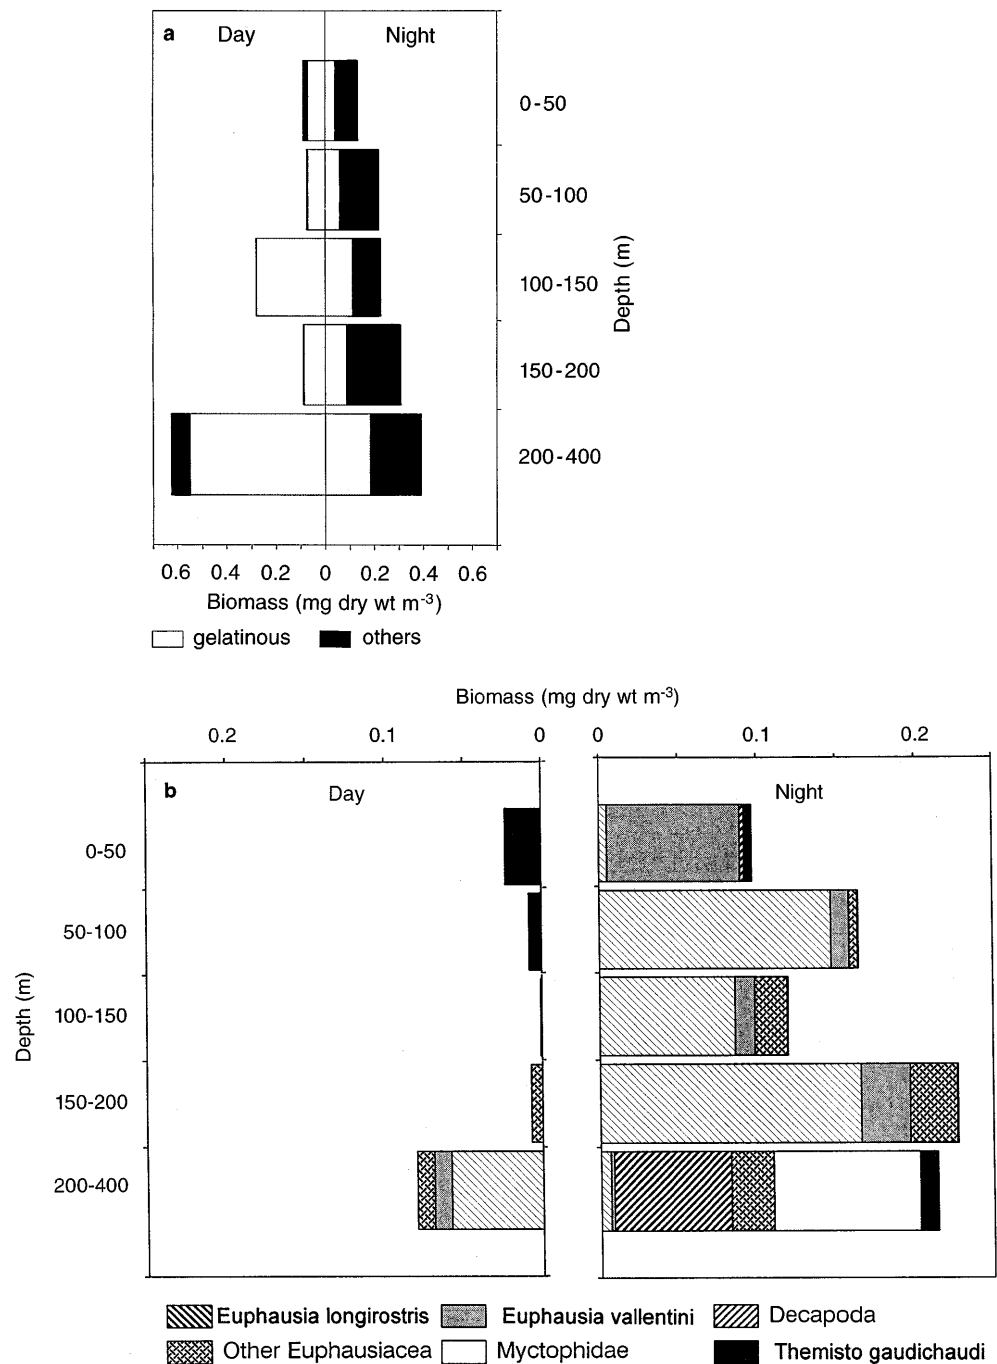 a Day Night
0-50
50-100
100-150
150-200
200-400
Depth (m)
0.6 0.4 0.2 0 0.2 0.4 0.6
Biomass (mg dry wt m-3)
gelatinous others
Biomass (mg dry wt m-3)
0.2 0.1 0 0 0.1 0.2
b Day Night
0-50
50-100
100-150
150-200
200-400
Depth (m)
Euphausia longirostris Euphausia vallentini Decapoda
Other Euphausiacea Myctophidae Themisto gaudichaudi